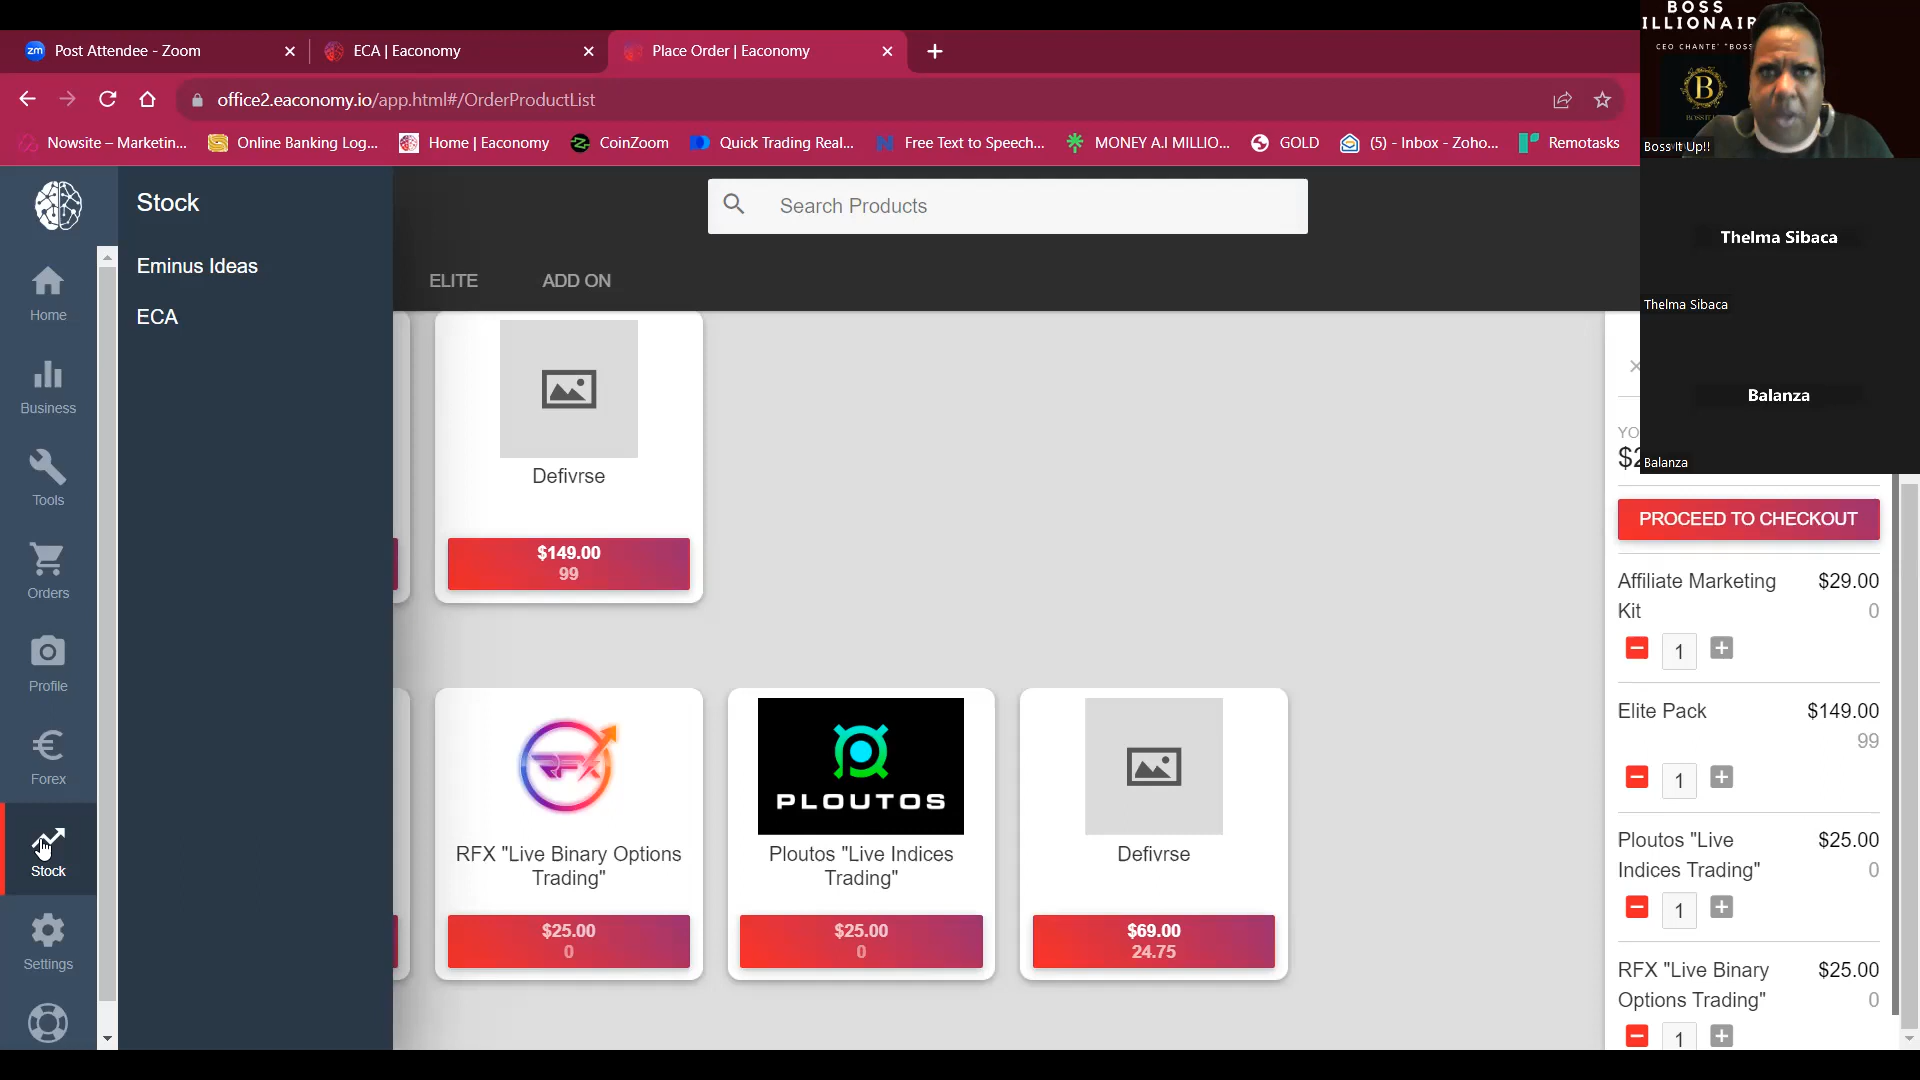 Post Attendee - Zoom
ECA | Eaconomy
Place Order | Eaconomy
office2.eaconomy.io/app.html#/OrderProductList
Nowsite – Marketin...
Online Banking Log...
Home | Eaconomy
CoinZoom
Quick Trading Real...
Free Text to Speech...
MONEY A.I MILLIO...
GOLD
(5) - Inbox - Zoho...
Remotasks
BOSS
ILLIONAIR
CEO CHANTE' "BOSS
B
Boss It Up!!
Thelma Sibaca
Thelma Sibaca
Balanza
Balanza
Home
Business
Tools
Orders
Profile
Forex
Stock
Settings
Stock
Eminus Ideas
ECA
Search Products
ELITE
ADD ON
Defivrse
$149.00
99
RFX
RFX "Live Binary Options
Trading"
$25.00
0
PLOUTOS
Ploutos "Live Indices
Trading"
$25.00
0
Defivrse
$69.00
24.75
YO
$2
PROCEED TO CHECKOUT
Affiliate Marketing
Kit
$29.00
0
1
Elite Pack
$149.00
99
1
Ploutos "Live
Indices Trading"
$25.00
0
1
RFX "Live Binary
Options Trading"
$25.00
0
1